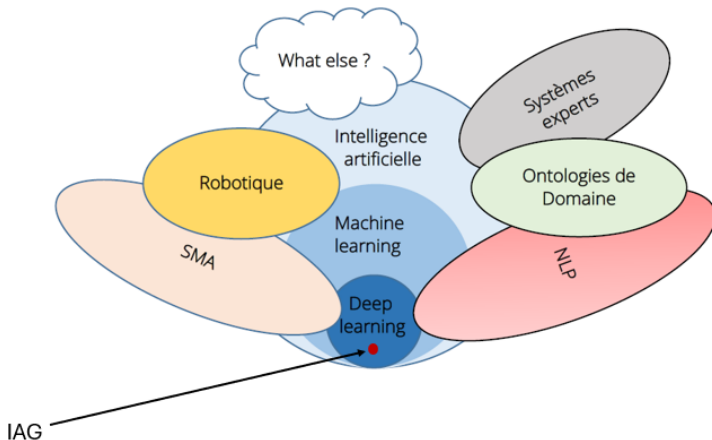 What else ?
Systèmes
experts
Intelligence
artificielle
Robotique
Ontologies de
Domaine
Machine
learning
SMA
NLP
Deep
learning
IAG